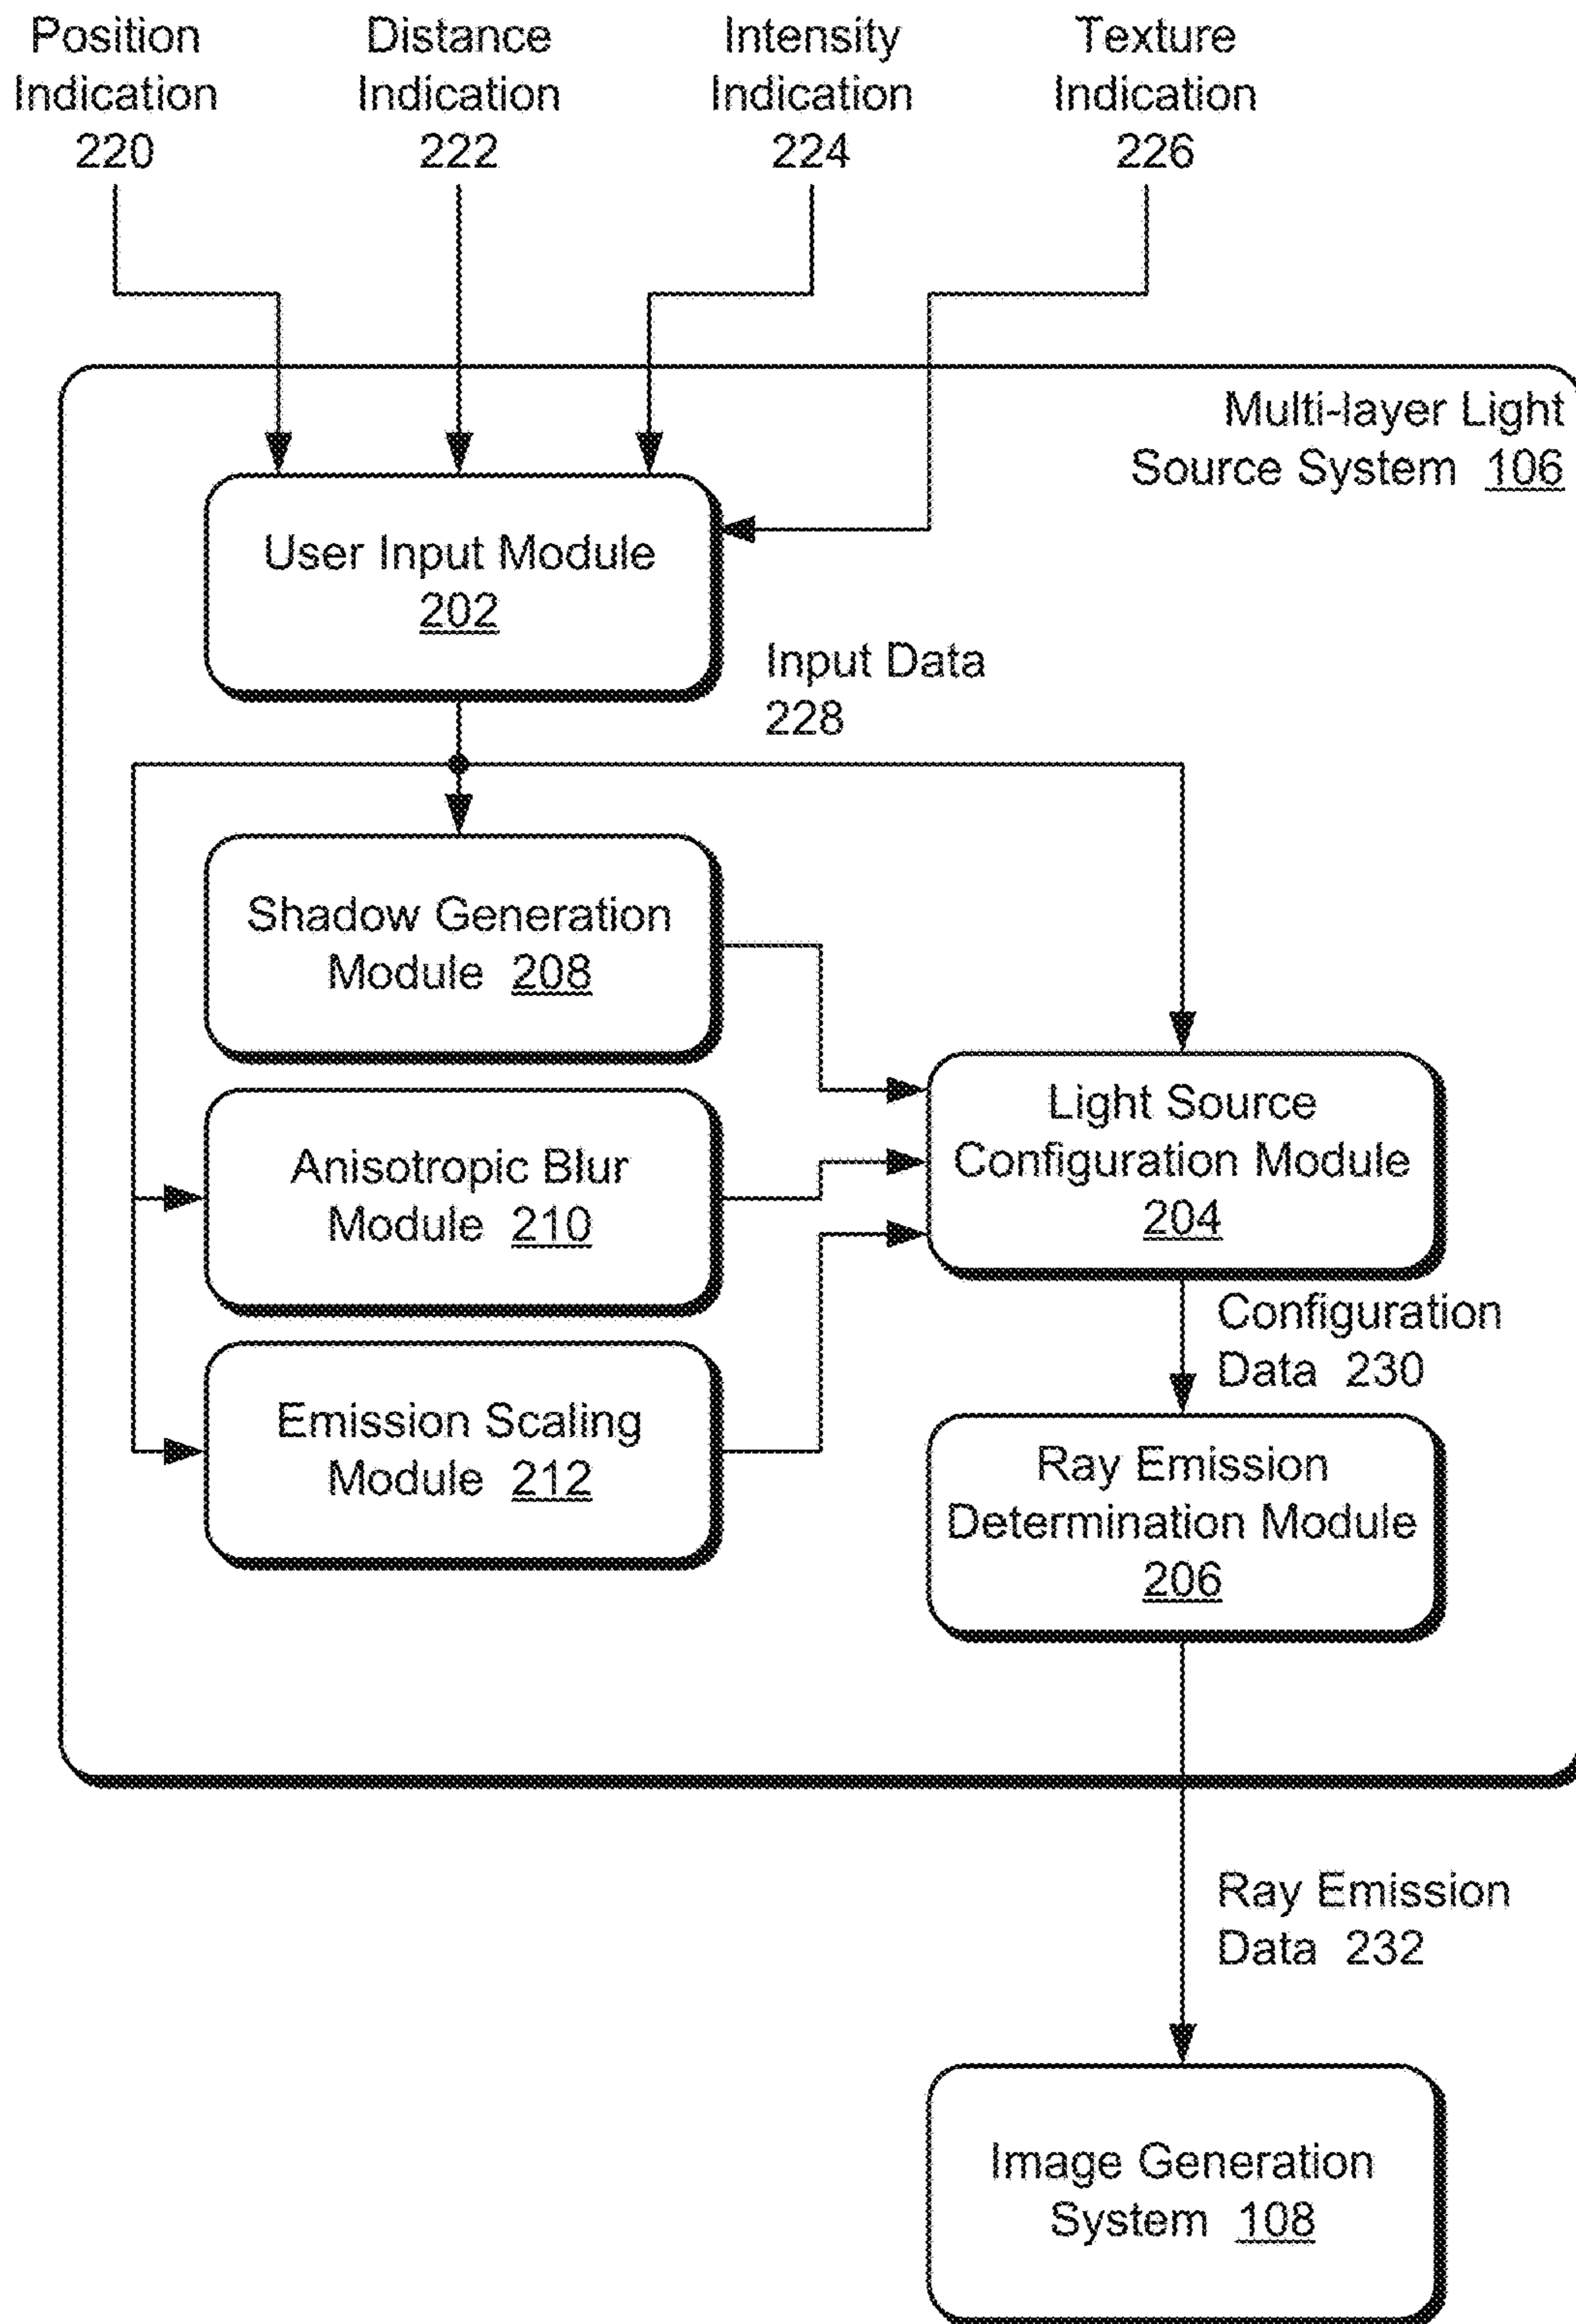 Position
Indication
220
Distance
Indication
222
Intensity
Indication
224
Texture
Indication
226
Multi-layer Light
Source System 106
User Input Module
202
Input Data
228
Shadow Generation
Module 208
Anisotropic Blur
Module 210
Light Source
Configuration Module
204
Configuration
Data 230
Emission Scaling
Module 212
Ray Emission
Determination Module
206
Ray Emission
Data 232
Image Generation
System 108